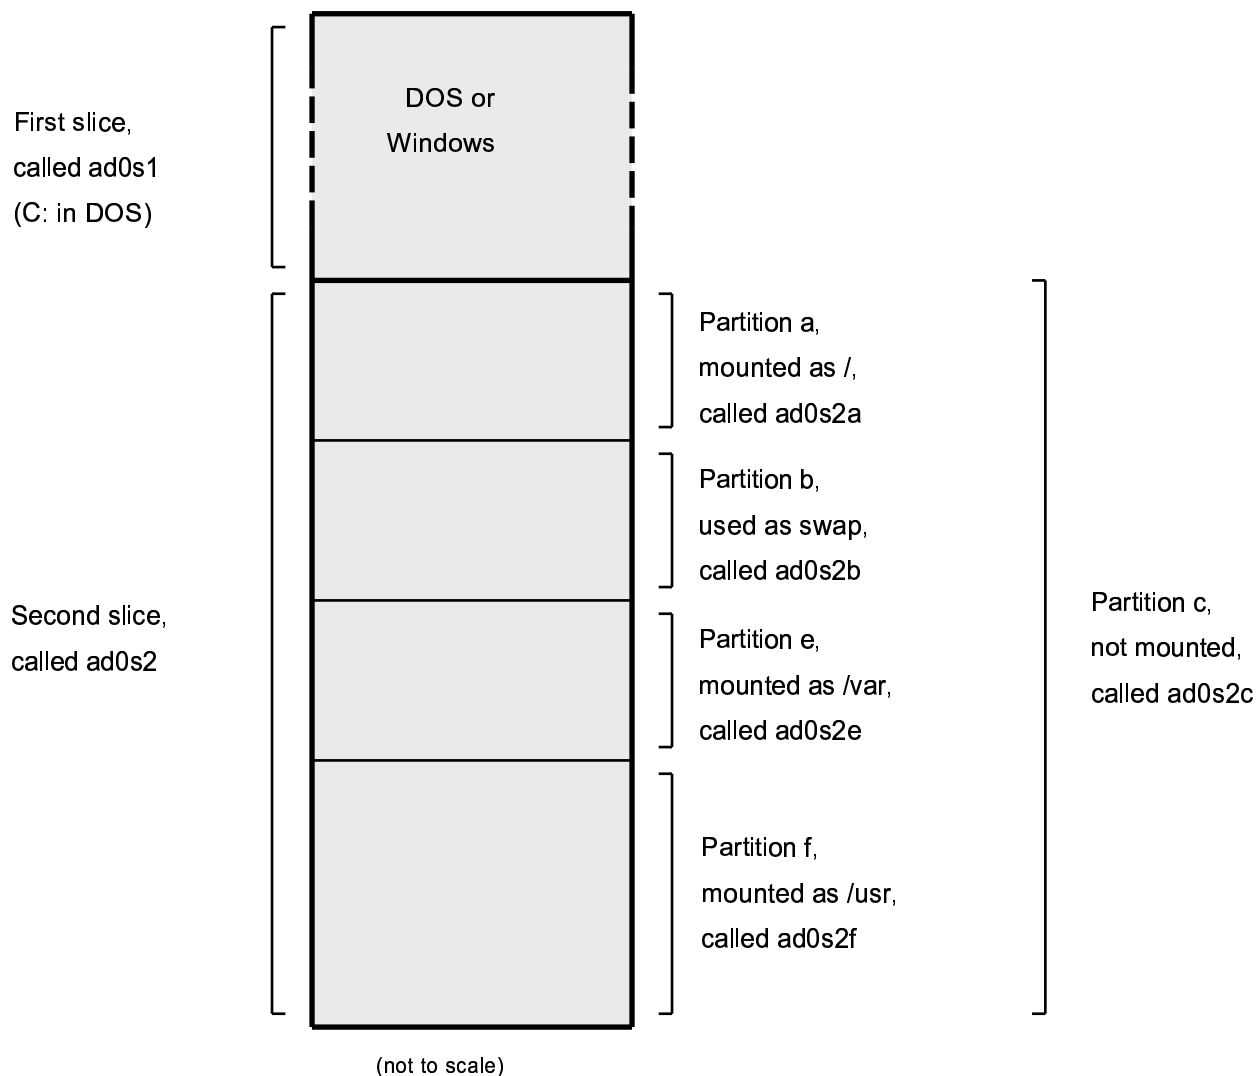 DOS or
Windows
First slice,
called ad0s1
(C: in DOS)
Partition a,
mounted as /,
called ad0s2a
Partition b,
used as swap,
called ad0s2b
Second slice,
called ad0s2
Partition e,
mounted as /var,
called ad0s2e
Partition c,
not mounted,
called ad0s2c
Partition f,
mounted as /usr,
called ad0s2f
(not to scale)